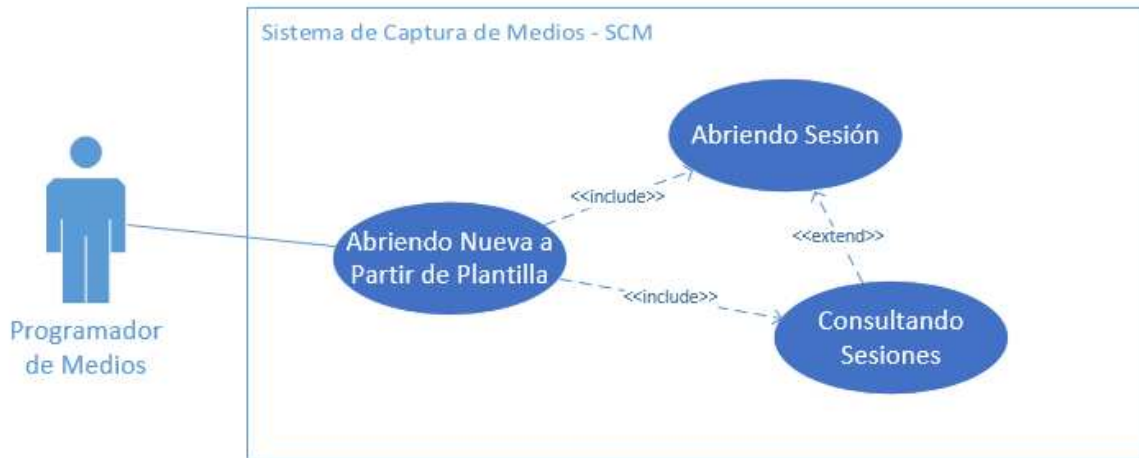 Sistema de Captura de Medios - SCM
Abriendo Sesión
<<include>>
<<extend>>
Abriendo Nueva a
Partir de Plantilla
<<include>>
Consultando
Sesiones
Programador
de Medios